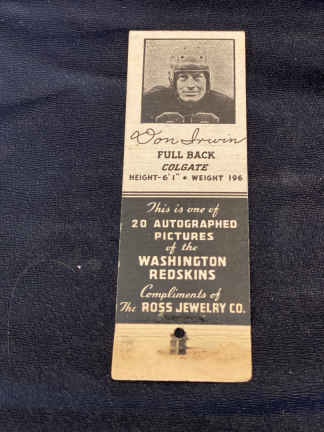 Don Irwin
FULL BACK
COLGATE
HEIGHT-6'1" • WEIGHT 196
This is one of
20 AUTOGRAPHED
PICTURES
of the
WASHINGTON
REDSKINS
Compliments of
The ROSS JEWELRY CO.